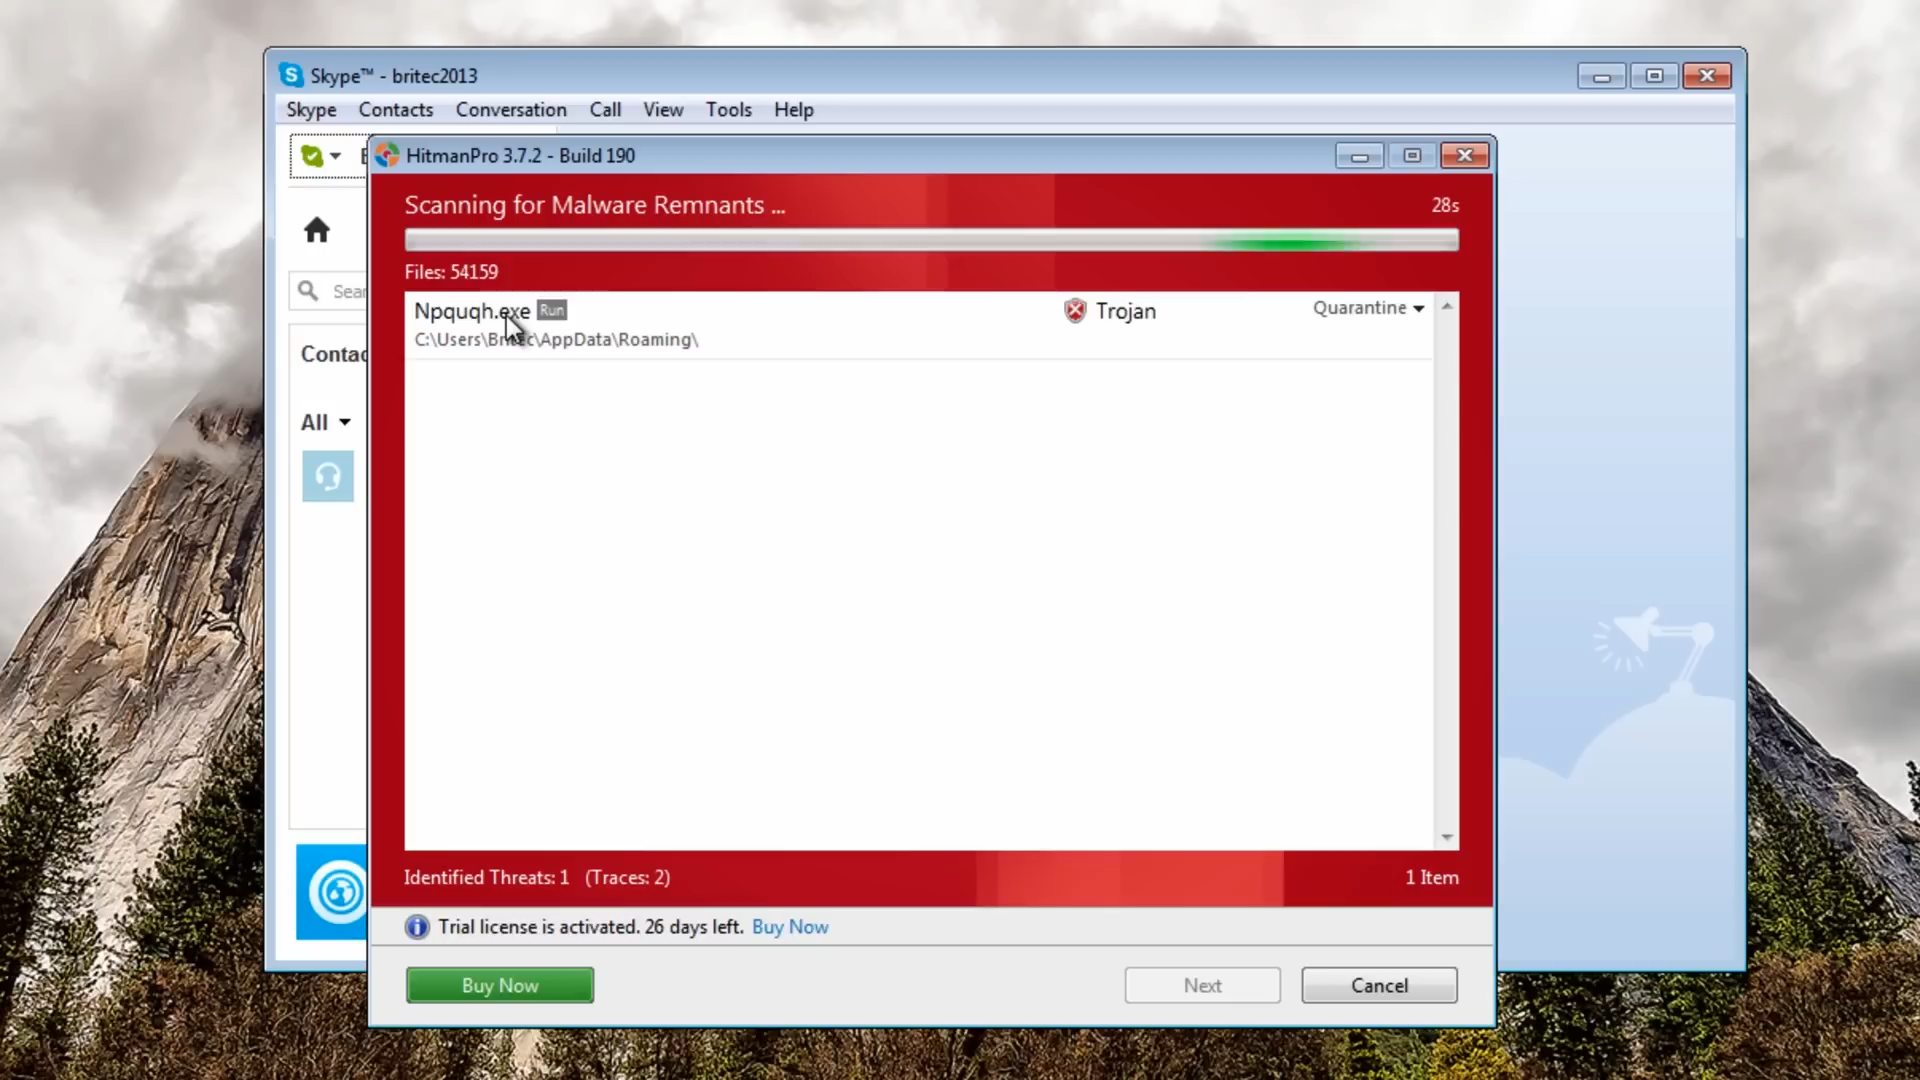 Skype™ - britec2013
Skype Contacts Conversation Call View Tools Help
HitmanPro 3.7.2 - Build 190
Scanning for Malware Remnants ... 28s
Files: 54159
Sear
Npquqh.exe Run Trojan Quarantine
C:\Users\Britec\AppData\Roaming\
Contac
All
Identified Threats: 1 (Traces: 2) 1 Item
Trial license is activated. 26 days left. Buy Now
Buy Now Next Cancel